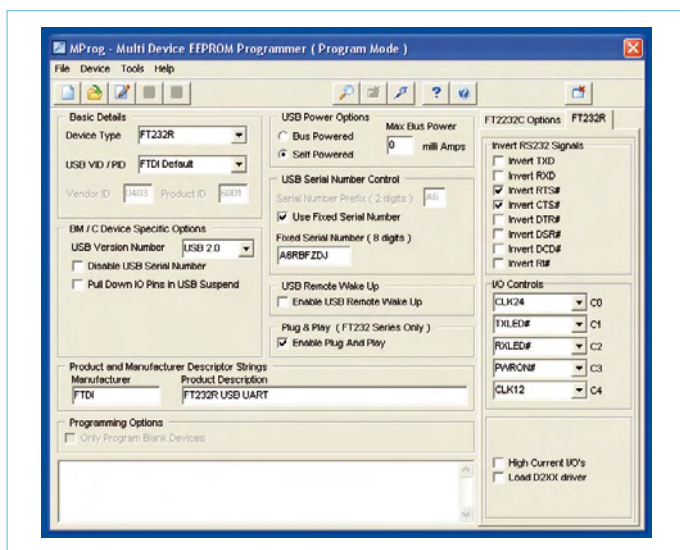 MProg - Multi Device EEPROM Programmer ( Program Mode )
File Device Tools Help
Basic Details
Device Type FT232R
USB VID / PID FTDI Default
Vendor ID 0403 Product ID 6001
BM / C Device Specific Options
USB Version Number USB 2.0
Disable USB Serial Number
Pull Down IO Pins in USB Suspend
USB Power Options
Bus Powered
Self Powered
Max Bus Power
0 milli Amps
USB Serial Number Control
Serial Number Prefix ( 2 digits ) A6
Use Fixed Serial Number
Fixed Serial Number ( 8 digits )
A6RBFZDJ
USB Remote Wake Up
Enable USB Remote Wake Up
Plug & Play ( FT232 Series Only )
Enable Plug And Play
Product and Manufacturer Descriptor Strings
Manufacturer Product Description
FTDI FT232R USB UART
Programming Options
Only Program Blank Devices
FT2232C Options FT232R
Invert RS232 Signals
Invert TXD
Invert RXD
Invert RTS#
Invert CTS#
Invert DTR#
Invert DSR#
Invert DCD#
Invert RI#
I/O Controls
CLK24 C0
TXLED# C1
RXLED# C2
PWRON# C3
CLK12 C4
High Current I/O's
Load D2XX driver